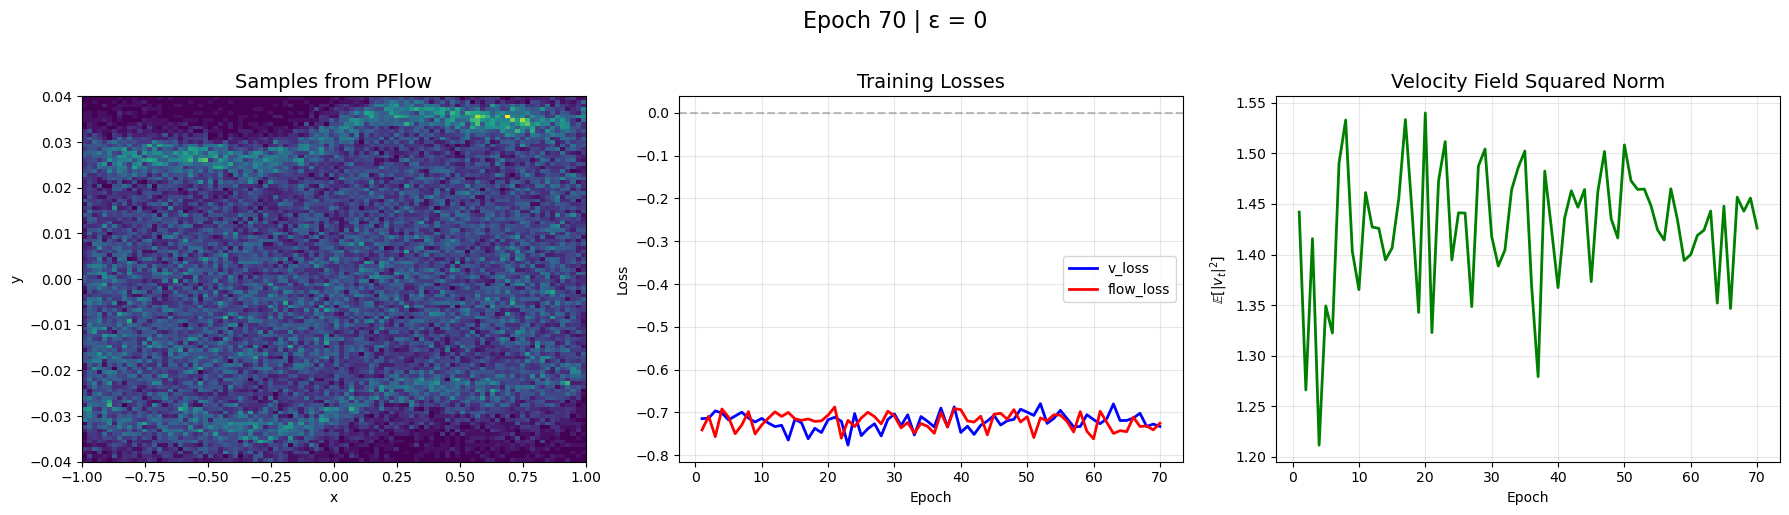 Epoch 70 | ε = 0
Samples from PFlow
0.04
0.03
0.02
0.01
0.00
−0.01
−0.02
−0.03
−0.04
y
−1.00 −0.75 −0.50 −0.25 0.00 0.25 0.50 0.75 1.00
x
Training Losses
0.0
−0.1
−0.2
−0.3
−0.4
−0.5
−0.6
−0.7
−0.8
Loss
v_loss
flow_loss
0 10 20 30 40 50 60 70
Epoch
Velocity Field Squared Norm
1.55
1.50
1.45
1.40
1.35
1.30
1.25
1.20
𝔼[|v_t|²]
0 10 20 30 40 50 60 70
Epoch